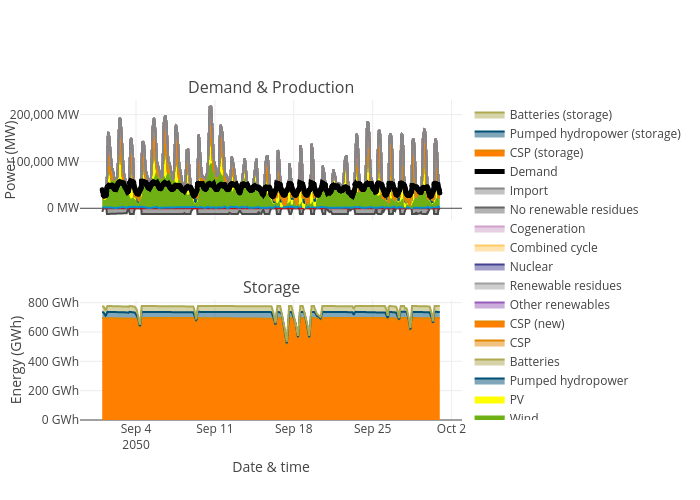 Demand & Production
Power (MW)
200,000 MW
100,000 MW
0 MW
Storage
Energy (GWh)
800 GWh
600 GWh
400 GWh
200 GWh
0 GWh
Sep 4
2050
Sep 11
Sep 18
Sep 25
Oct 2
Date & time
Batteries (storage)
Pumped hydropower (storage)
CSP (storage)
Demand
Import
No renewable residues
Cogeneration
Combined cycle
Nuclear
Renewable residues
Other renewables
CSP (new)
CSP
Batteries
Pumped hydropower
PV
Wind